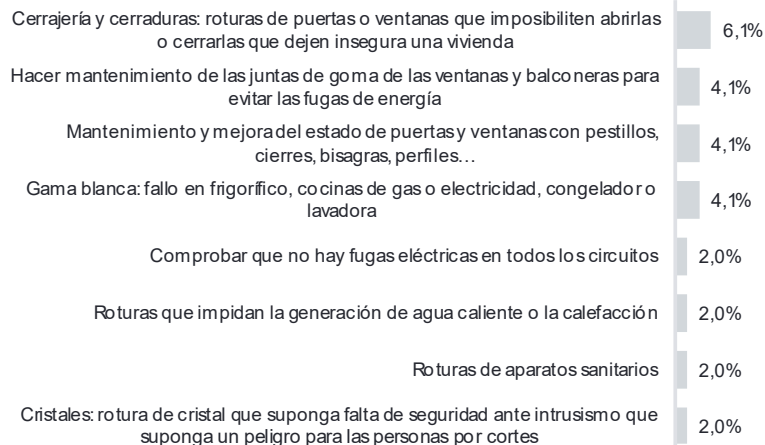 Cerrajería y cerraduras: roturas de puertas o ventanas que imposibiliten abrirlas
o cerrarlas que dejen insegura una vivienda
6,1%
Hacer mantenimiento de las juntas de goma de las ventanas y balconeras para
evitar las fugas de energía
4,1%
Mantenimiento y mejora del estado de puertas y ventanas con pestillos,
cierres, bisagras, perfiles…
4,1%
Gama blanca: fallo en frigorífico, cocinas de gas o electricidad, congelador o
lavadora
4,1%
Comprobar que no hay fugas eléctricas en todos los circuitos
2,0%
Roturas que impidan la generación de agua caliente o la calefacción
2,0%
Roturas de aparatos sanitarios
2,0%
Cristales: rotura de cristal que suponga falta de seguridad ante intrusismo que
suponga un peligro para las personas por cortes
2,0%